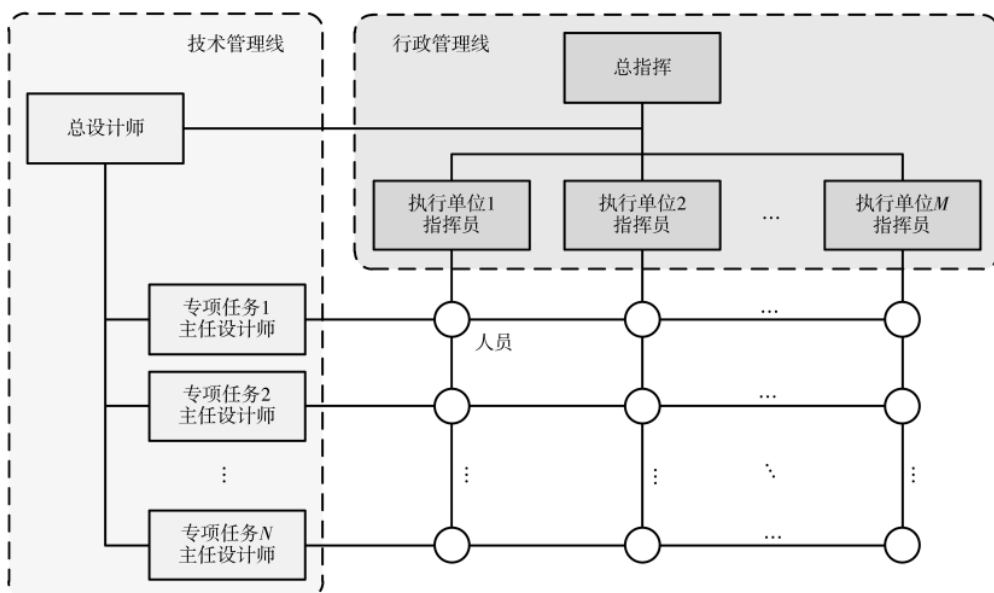 技术管理线
行政管理线
总指挥
总设计师
执行单位1
指挥员
执行单位2
指挥员
…
执行单位M
指挥员
专项任务1
主任设计师
…
人员
专项任务2
主任设计师
…
⋮
⋮
⋮
⋱
⋮
专项任务N
主任设计师
…